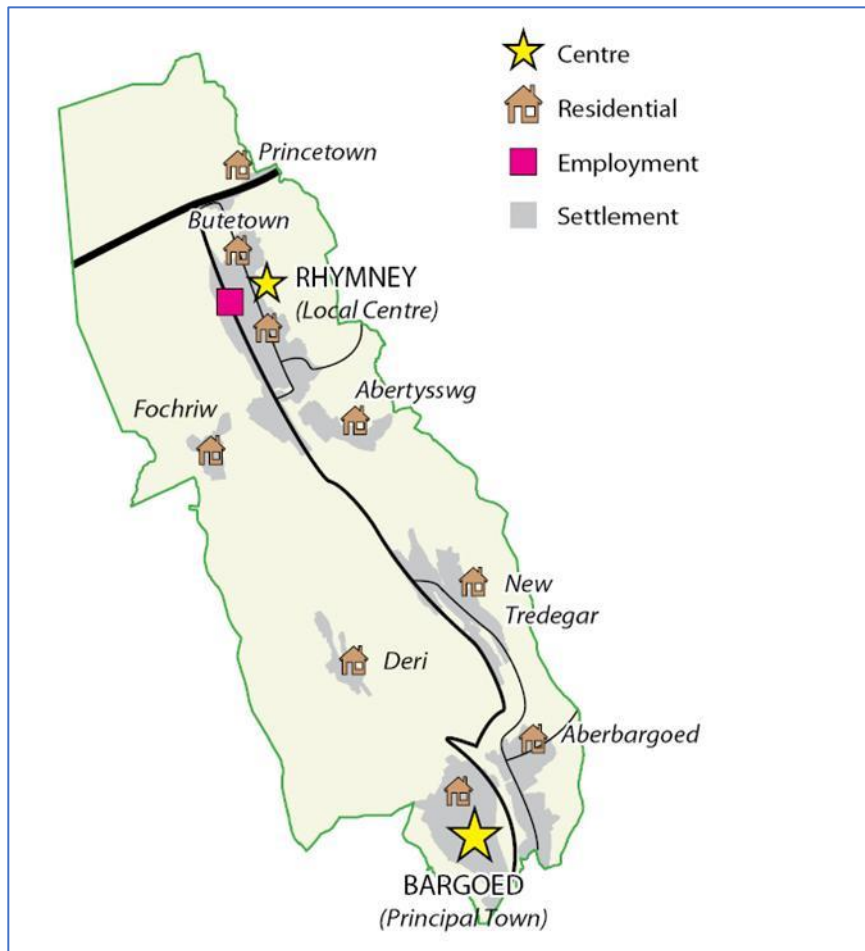 Centre
Residential
Employment
Settlement
Princetown
Butetown
RHYMNEY
(Local Centre)
Abertysswg
Fochriw
New
Tredegar
Deri
Aberbargoed
BARGOED
(Principal Town)